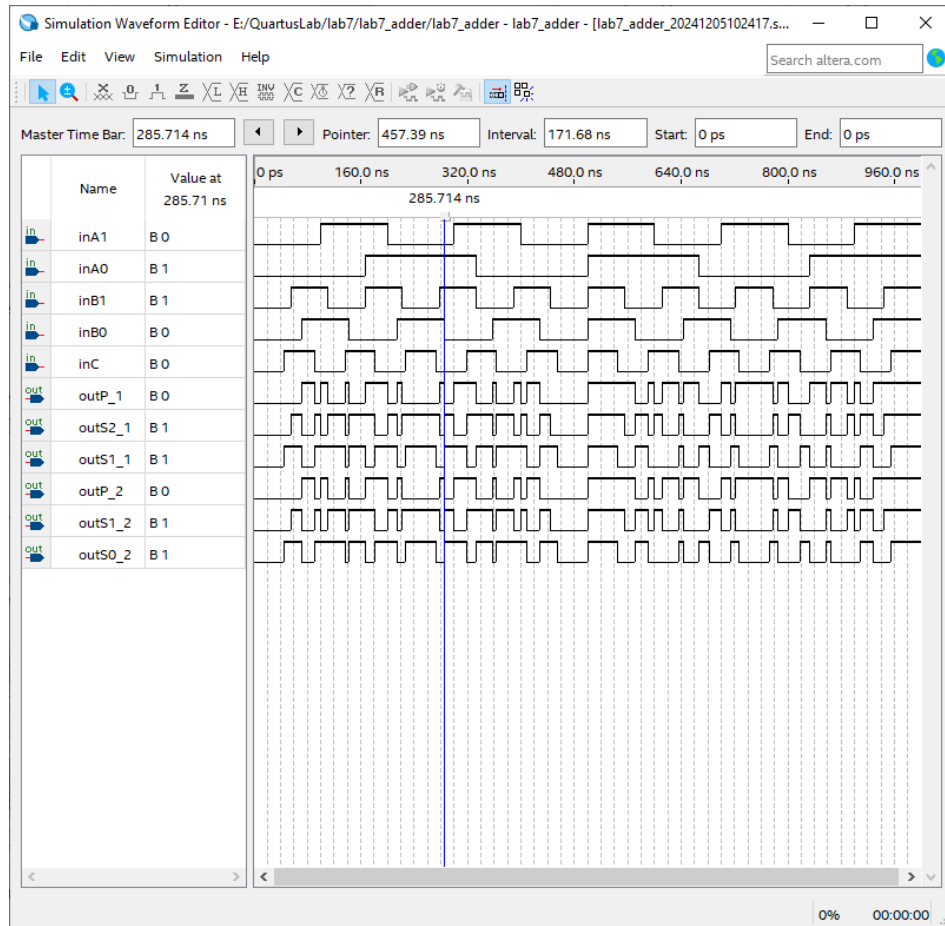 Simulation Waveform Editor - E:/QuartusLab/lab7/lab7_adder/lab7_adder - lab7_adder - [lab7_adder_20241205102417.s...
File Edit View Simulation Help
Search altera.com
Master Time Bar: 285.714 ns Pointer: 457.39 ns Interval: 171.68 ns Start: 0 ps End: 0 ps
Name Value at 285.71 ns
0 ps 160.0 ns 320.0 ns 480.0 ns 640.0 ns 800.0 ns 960.0 ns
285.714 ns
in inA1 B 0
in inA0 B 1
in inB1 B 1
in inB0 B 0
in inC B 0
out outP_1 B 0
out outS2_1 B 1
out outS1_1 B 1
out outP_2 B 0
out outS1_2 B 1
out outS0_2 B 1
0% 00:00:00